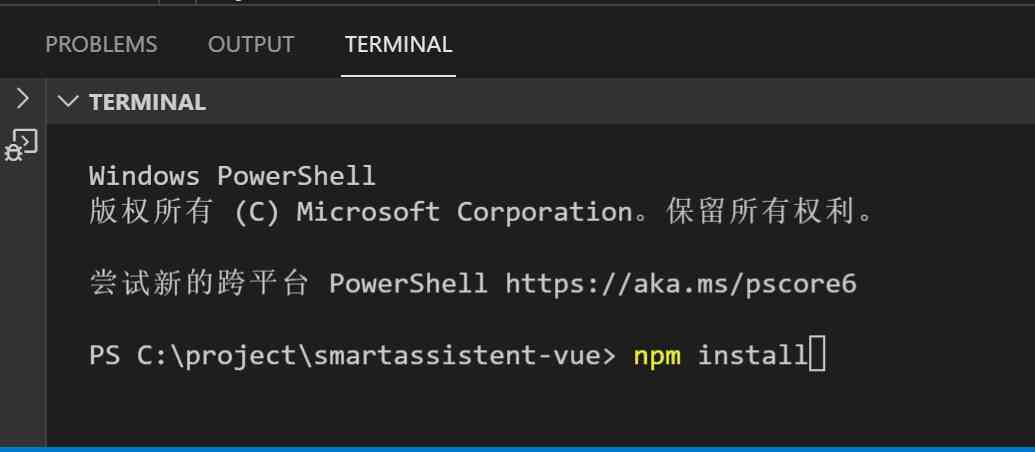 PROBLEMS OUTPUT TERMINAL
TERMINAL
Windows PowerShell
版权所有 (C) Microsoft Corporation。保留所有权利。
尝试新的跨平台 PowerShell https://aka.ms/pscore6
PS C:\project\smartassistent-vue> npm install